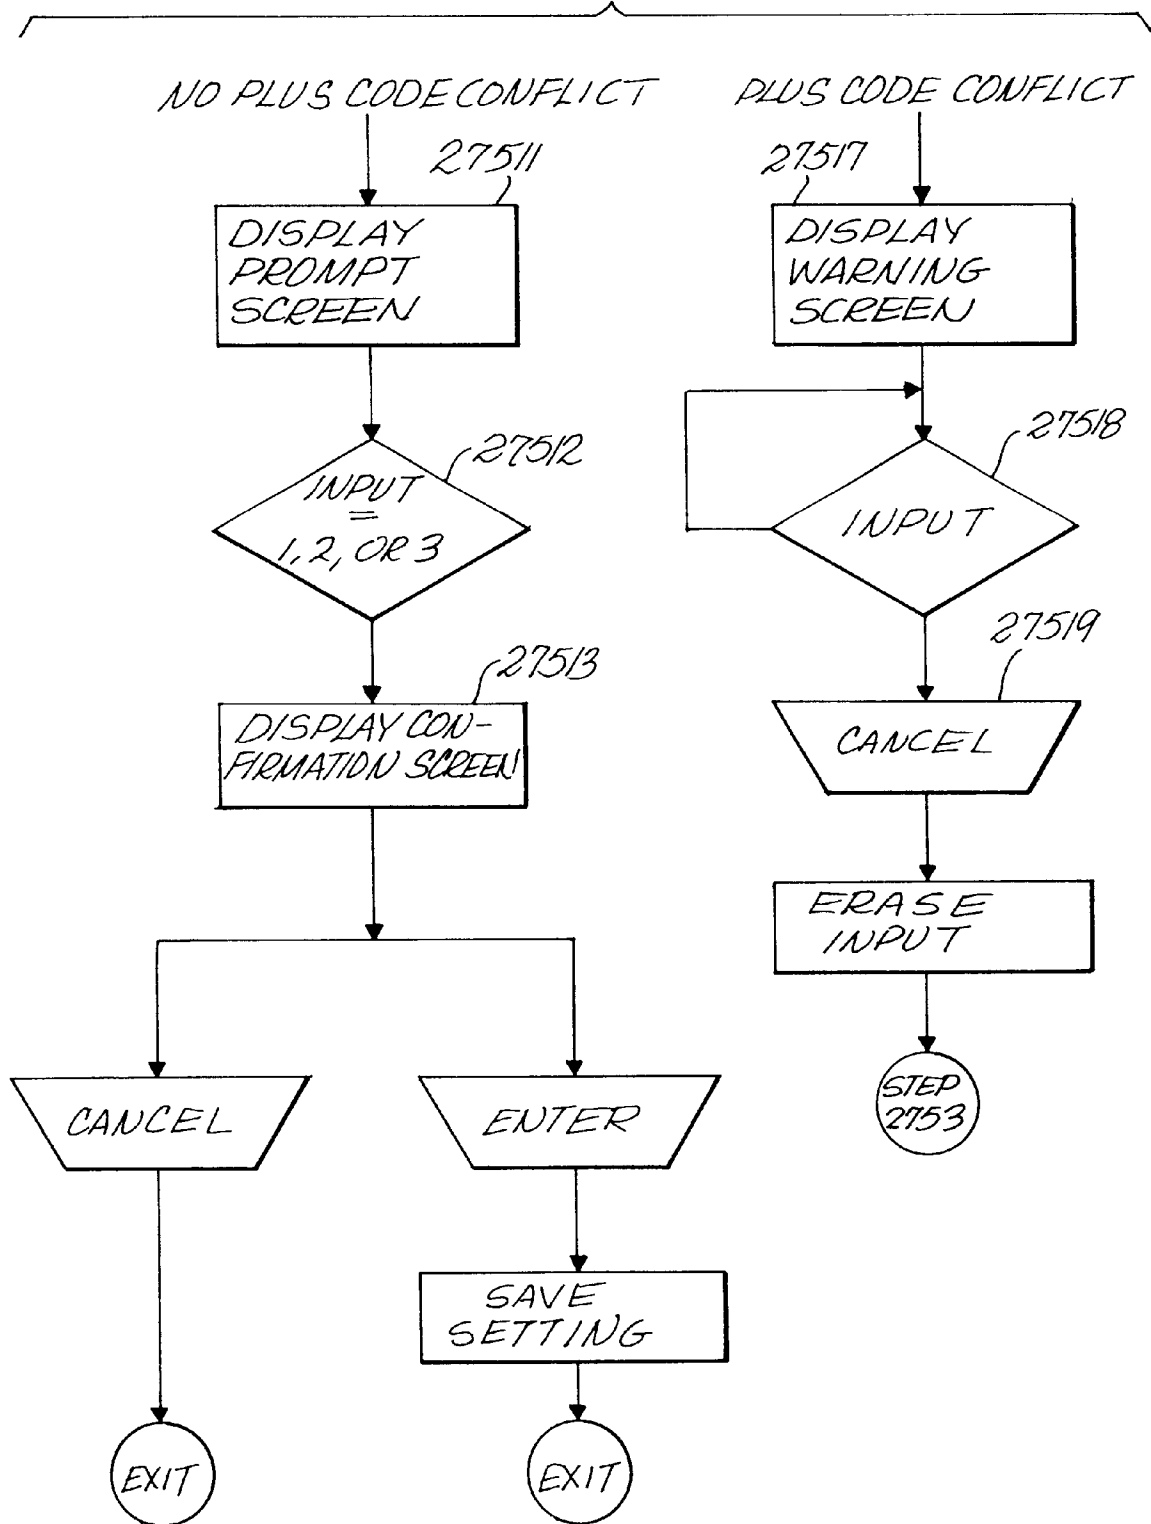 NO PLUS CODE CONFLICT
27511
DISPLAY
PROMPT
SCREEN
27512
INPUT
=
1, 2, OR 3
27513
DISPLAY CON-
FIRMATION SCREEN
CANCEL
EXIT
ENTER
SAVE
SETTING
EXIT
PLUS CODE CONFLICT
27517
DISPLAY
WARNING
SCREEN
27518
INPUT
27519
CANCEL
ERASE
INPUT
STEP
2753